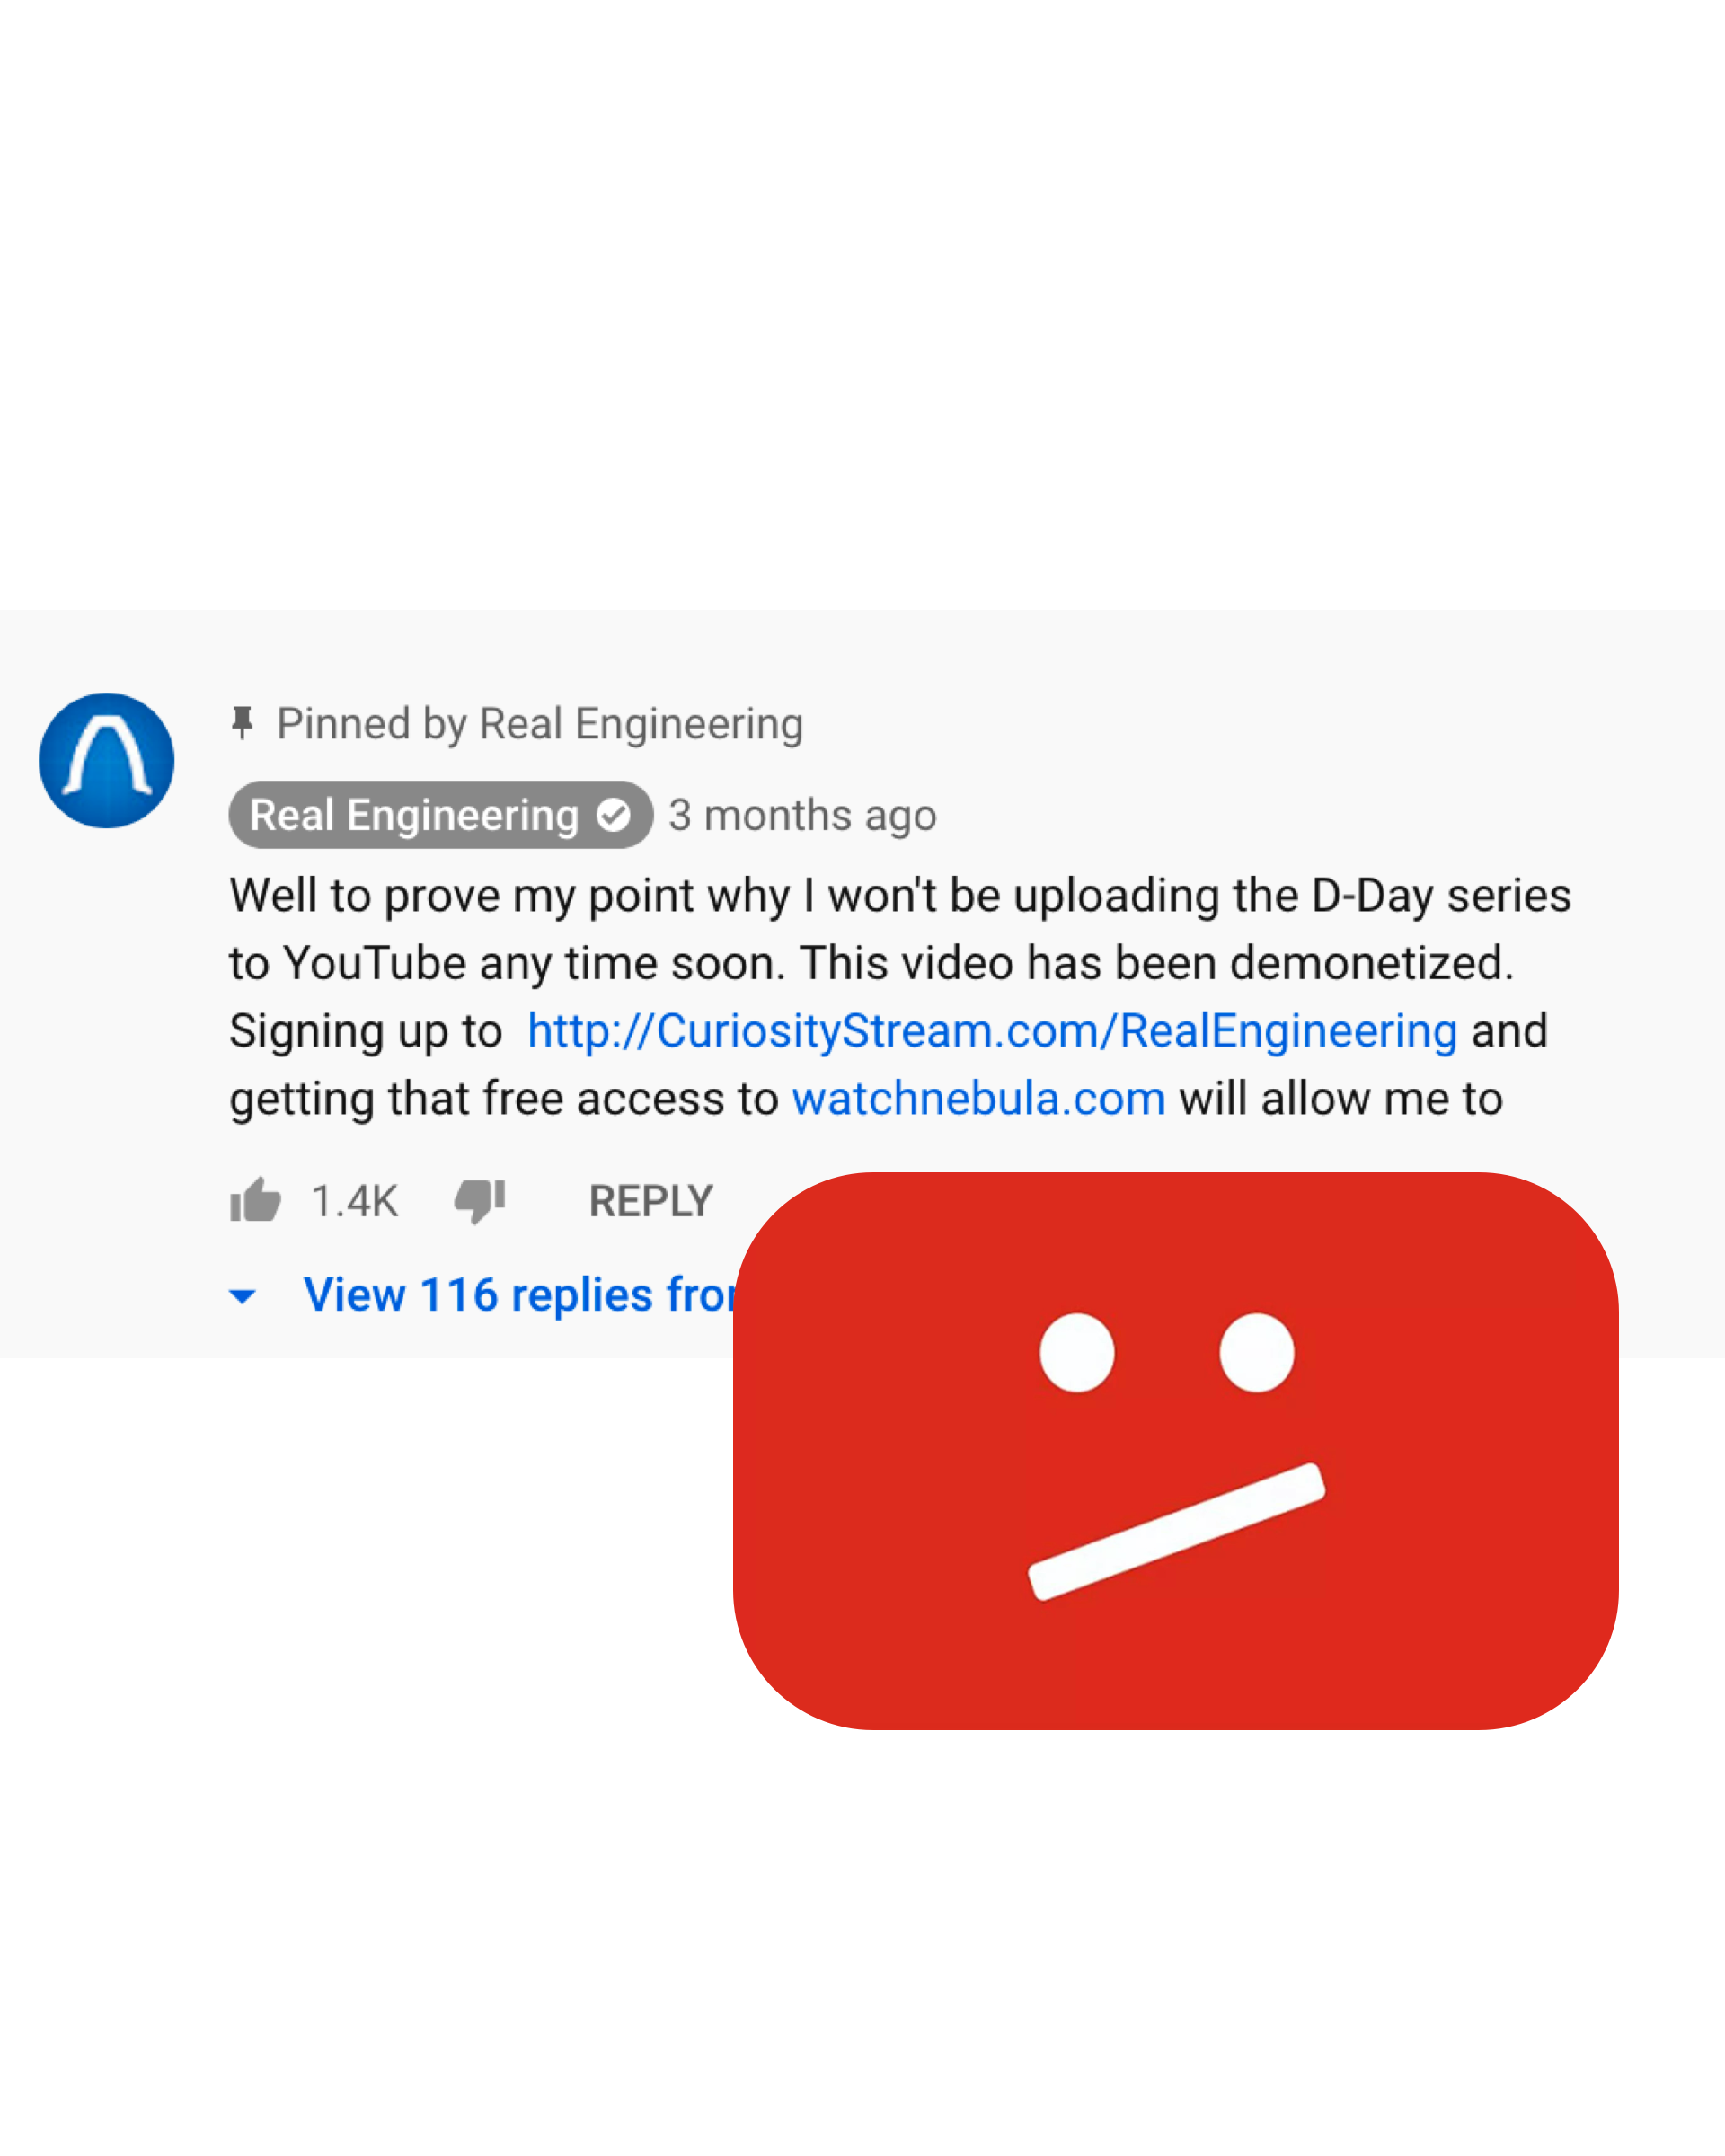 Pinned by Real Engineering
Real Engineering 3 months ago
Well to prove my point why I won't be uploading the D-Day series
to YouTube any time soon. This video has been demonetized.
Signing up to http://CuriosityStream.com/RealEngineering and
getting that free access to watchnebula.com will allow me to
1.4K REPLY
View 116 replies